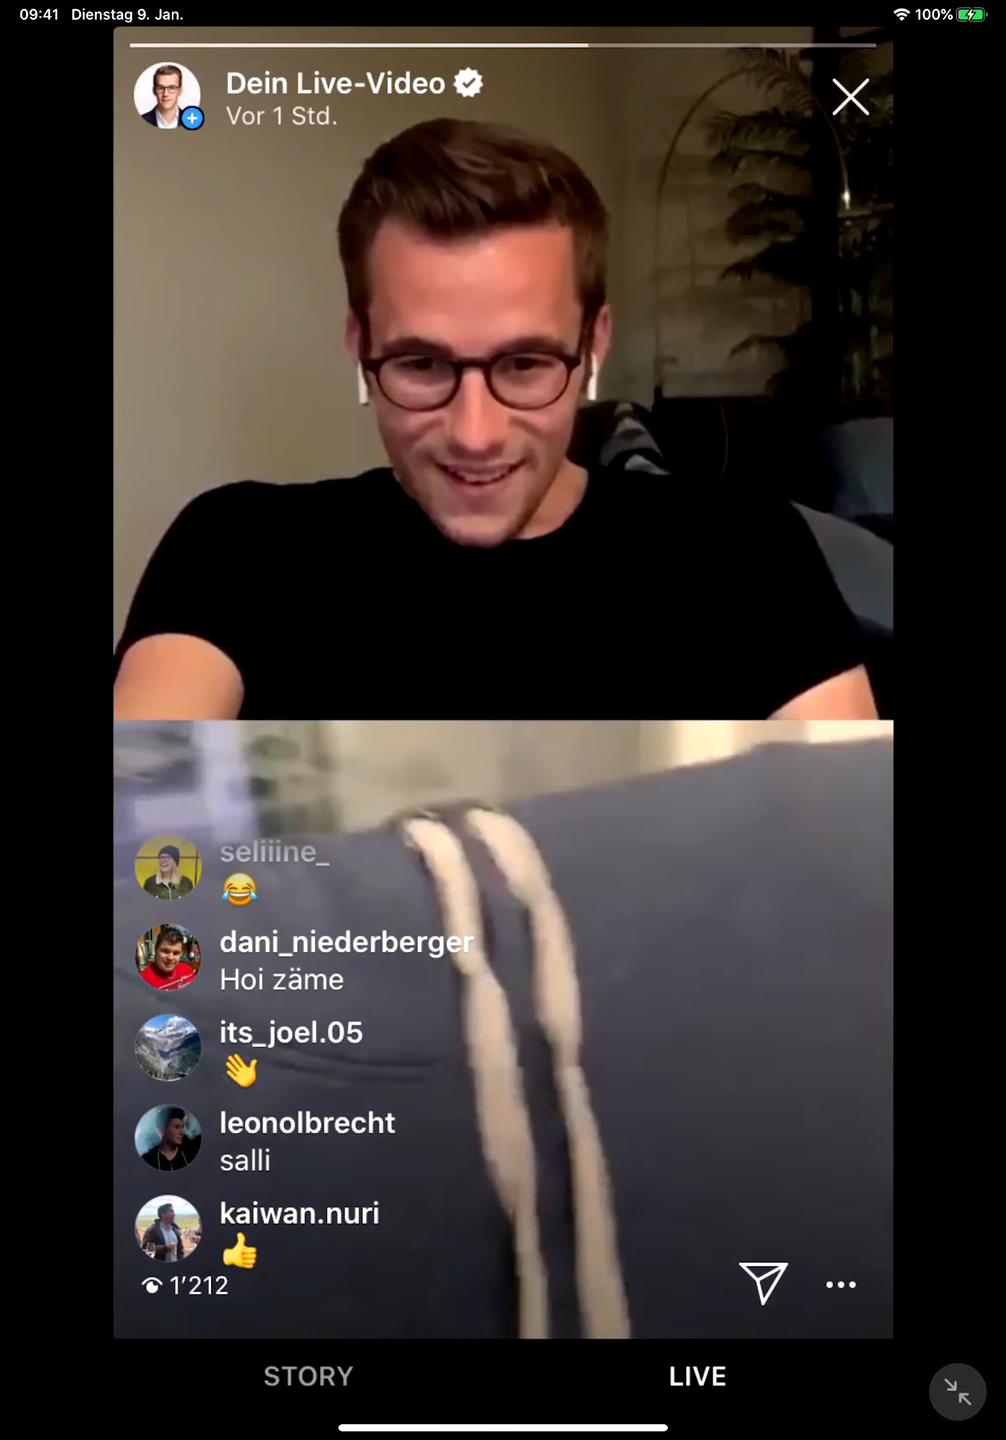 09:41 Dienstag 9. Jan.
100%
Dein Live-Video
Vor 1 Std.
seliiine_
😂
dani_niederberger
Hoi zäme
its_joel.05
👋
leonolbrecht
salli
kaiwan.nuri
👍
1’212
STORY
LIVE